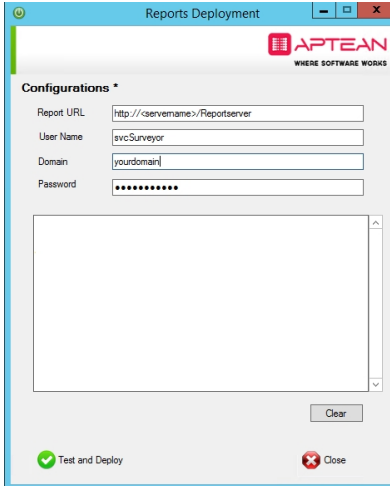 Reports Deployment
APTEAN
WHERE SOFTWARE WORKS
Configurations *
Report URL http://<servername>/Reportserver
User Name svcSurveyor
Domain yourdomain
Password •••••••••••
Clear
Test and Deploy Close